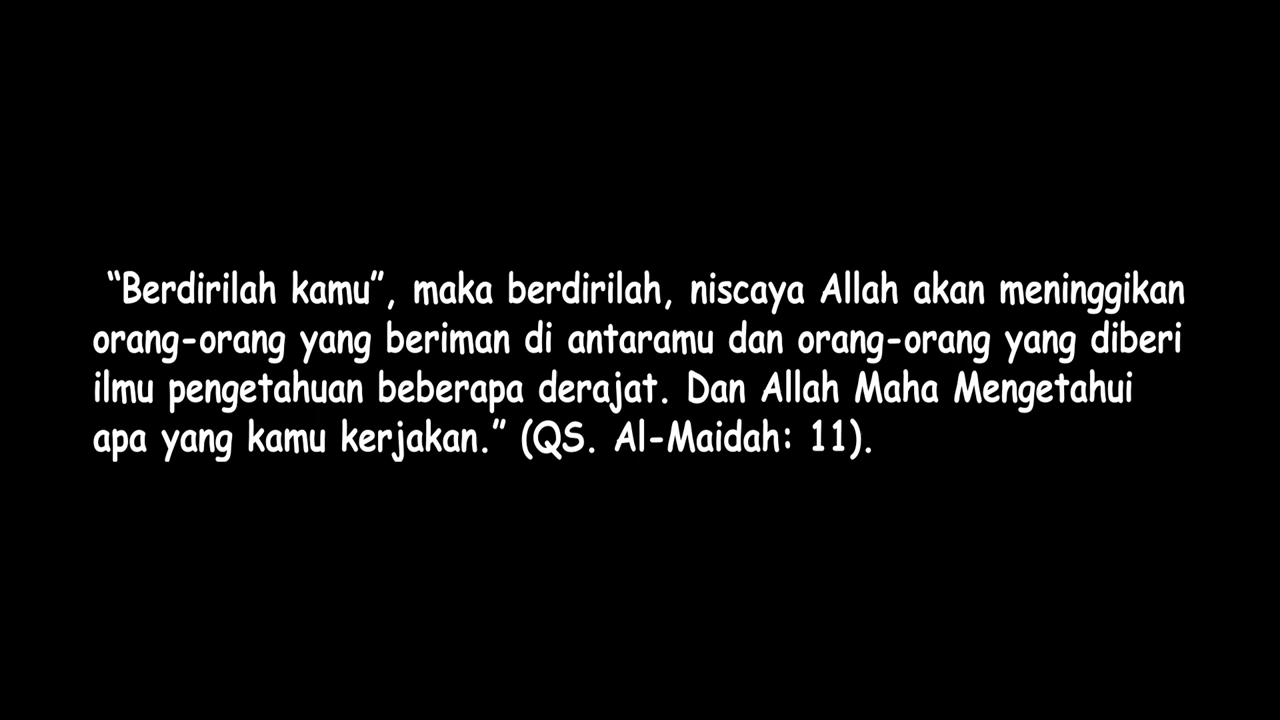 “Berdirilah kamu”, maka berdirilah, niscaya Allah akan meninggikan
orang-orang yang beriman di antaramu dan orang-orang yang diberi
ilmu pengetahuan beberapa derajat. Dan Allah Maha Mengetahui
apa yang kamu kerjakan.” (QS. Al-Maidah: 11).